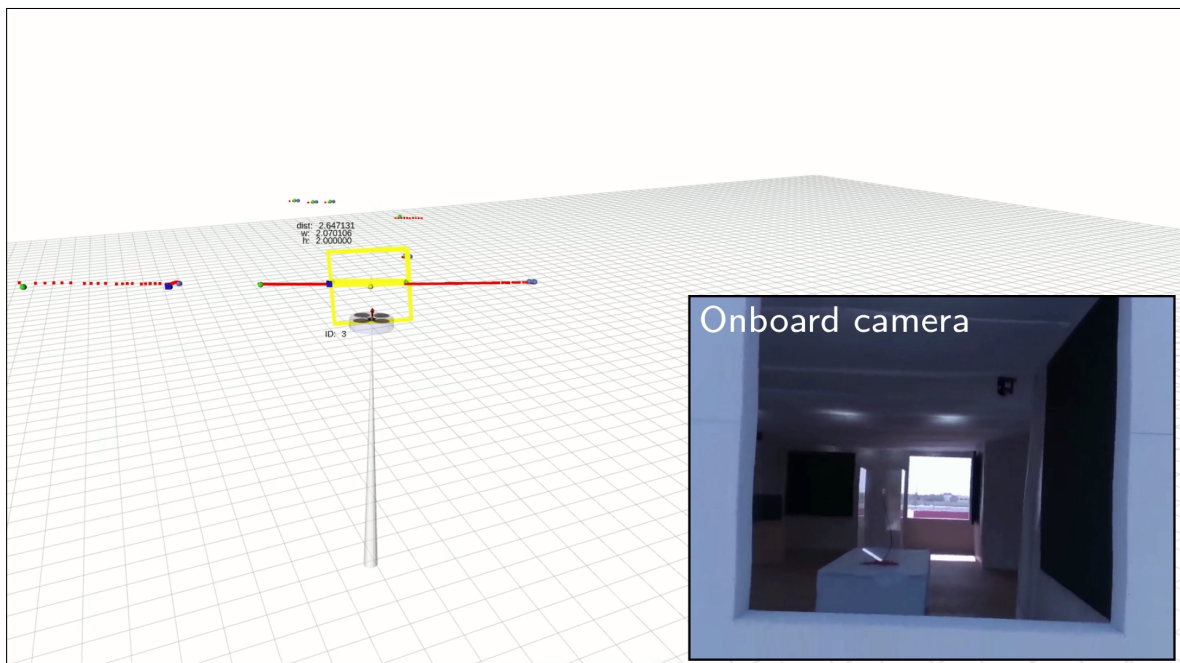 dist: 2.647131
w: 2.070106
h: 2.000000
ID: 3
Onboard camera